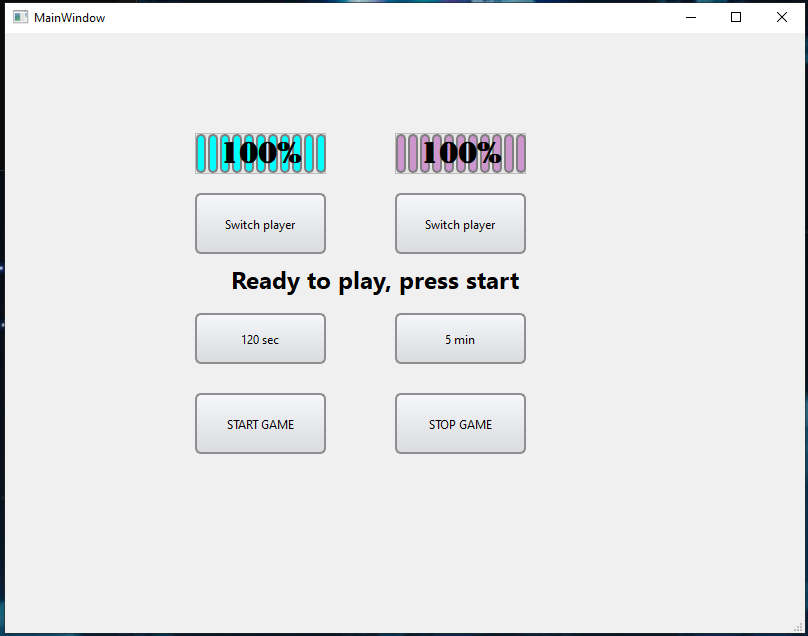 MainWindow
100% 100%
Switch player Switch player
Ready to play, press start
120 sec 5 min
START GAME STOP GAME